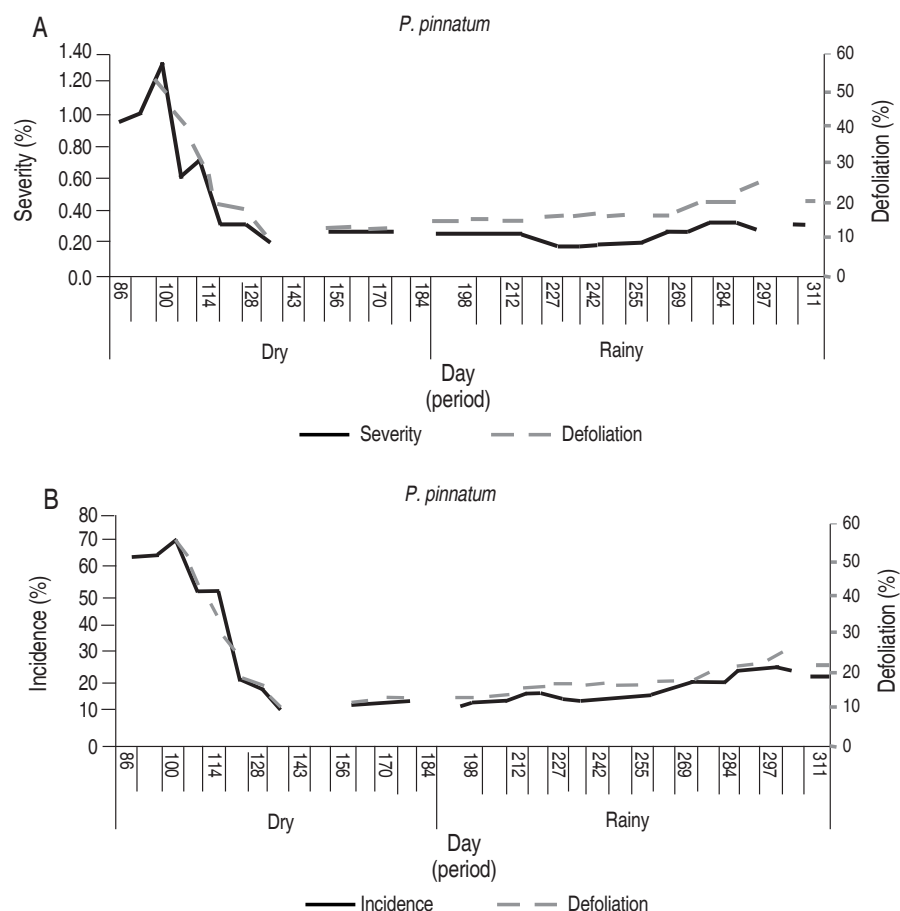 A
P. pinnatum
Severity (%)
1.40
1.20
1.00
0.80
0.60
0.40
0.20
0.0
Defoliation (%)
60
50
40
30
20
10
0
86 100 114 128 143 156 170 184 198 212 227 242 255 269 284 297 311
Dry Rainy
Day
(period)
Severity Defoliation
B
P. pinnatum
Incidence (%)
80
70
60
50
40
30
20
10
0
Defoliation (%)
60
50
40
30
20
10
0
86 100 114 128 143 156 170 184 198 212 227 242 255 269 284 297 311
Dry Rainy
Day
(period)
Incidence Defoliation